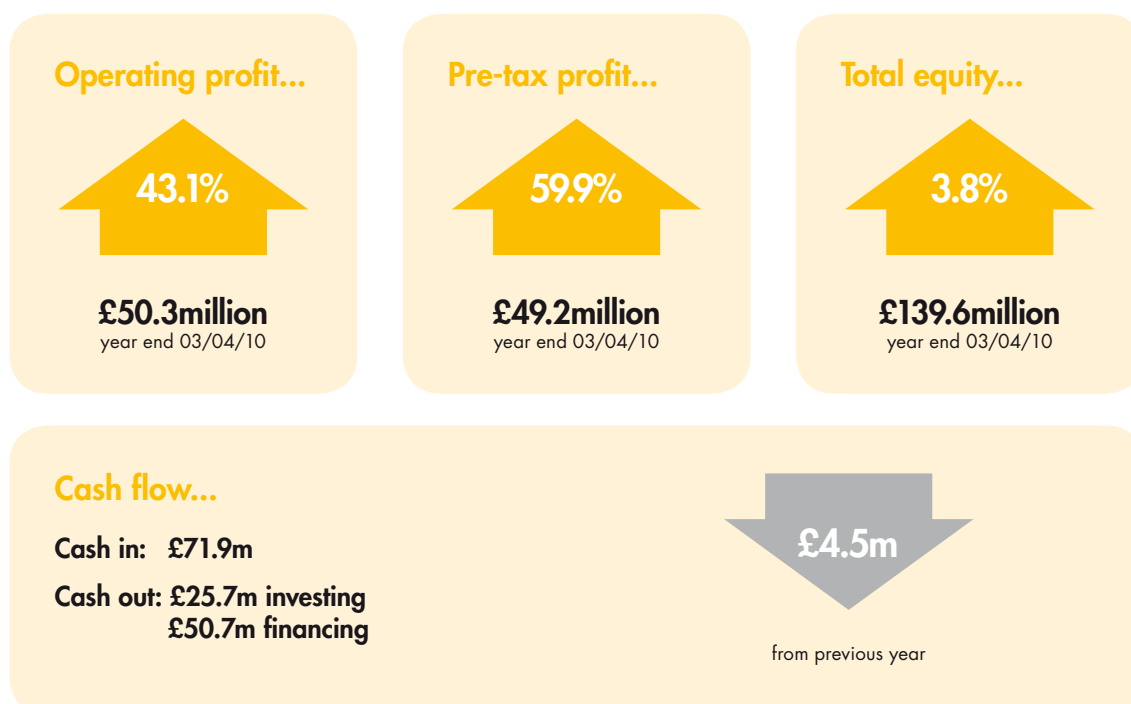 Operating profit...
43.1%
£50.3million
year end 03/04/10
Pre-tax profit...
59.9%
£49.2million
year end 03/04/10
Total equity...
3.8%
£139.6million
year end 03/04/10
Cash flow...
Cash in: £71.9m
Cash out: £25.7m investing
£50.7m financing
£4.5m
from previous year